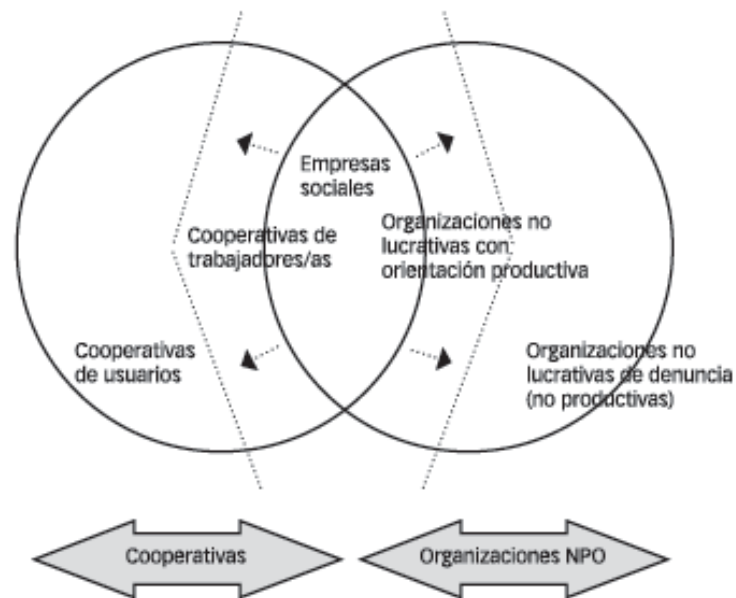 Empresas
sociales
Cooperativas de
trabajadores/as
Organizaciones no
lucrativas con
orientación productiva
Cooperativas
de usuarios
Organizaciones no
lucrativas de denuncia
(no productivas)
Cooperativas
Organizaciones NPO